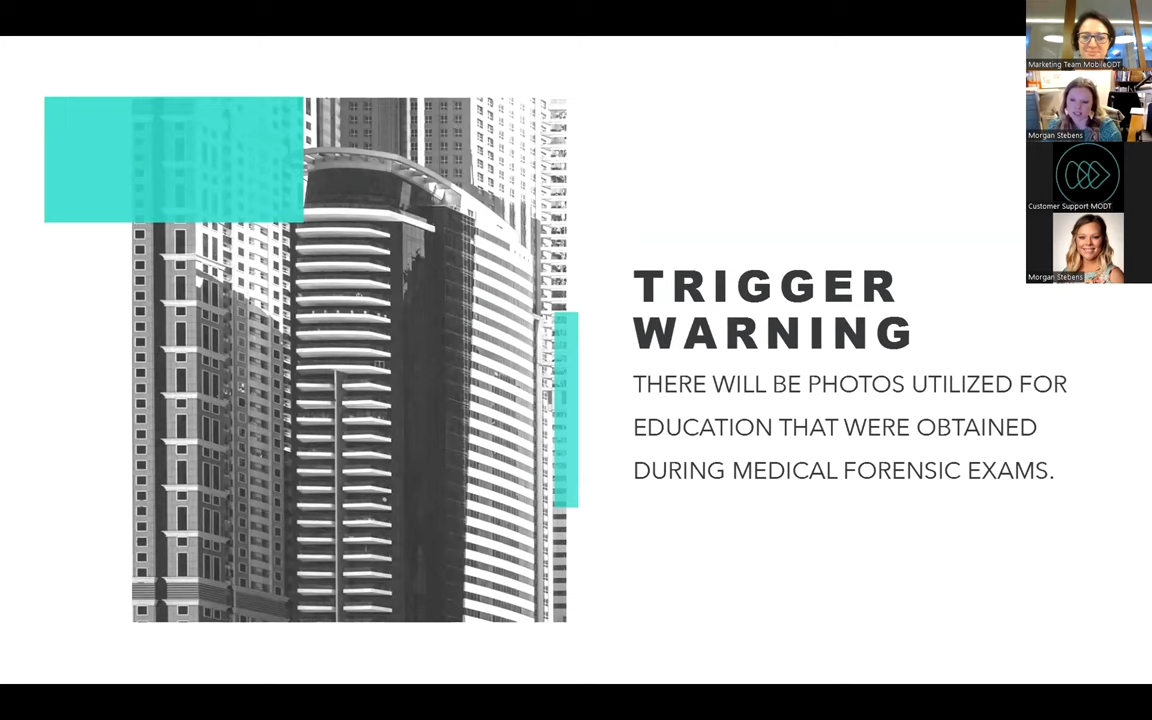 Marketing Team MobileODT
Morgan Stebens
Customer Support MODT
Morgan Stebens
TRIGGER
WARNING
THERE WILL BE PHOTOS UTILIZED FOR
EDUCATION THAT WERE OBTAINED
DURING MEDICAL FORENSIC EXAMS.